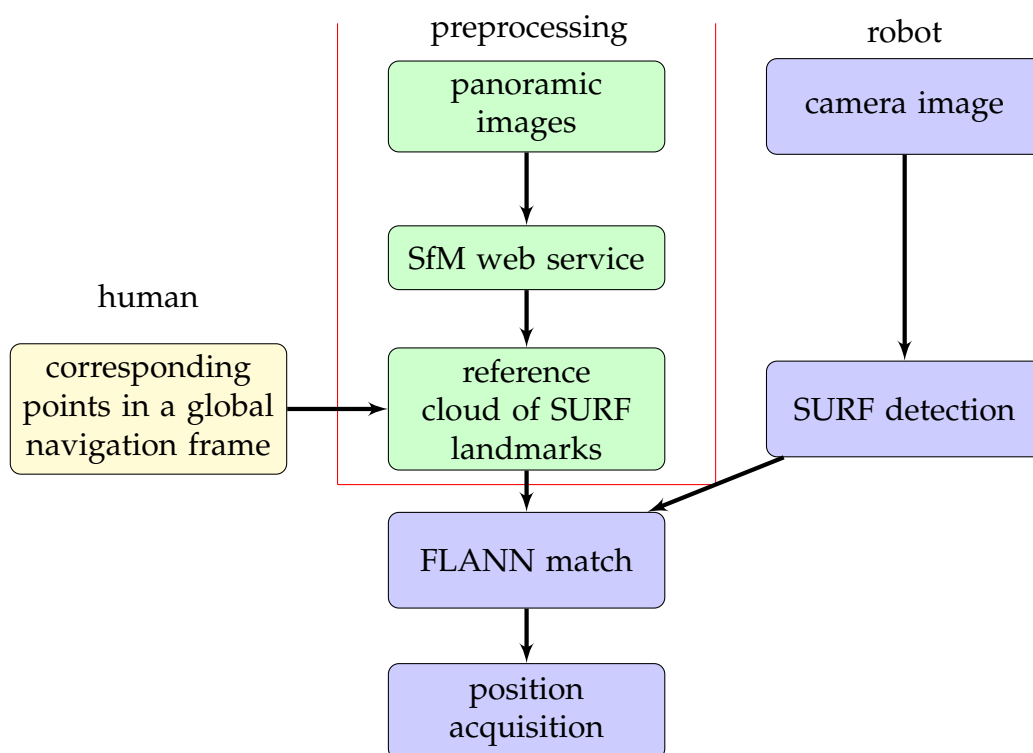 preprocessing
robot
panoramic
images
camera image
SfM web service
human
corresponding
points in a global
navigation frame
reference
cloud of SURF
landmarks
SURF detection
FLANN match
position
acquisition